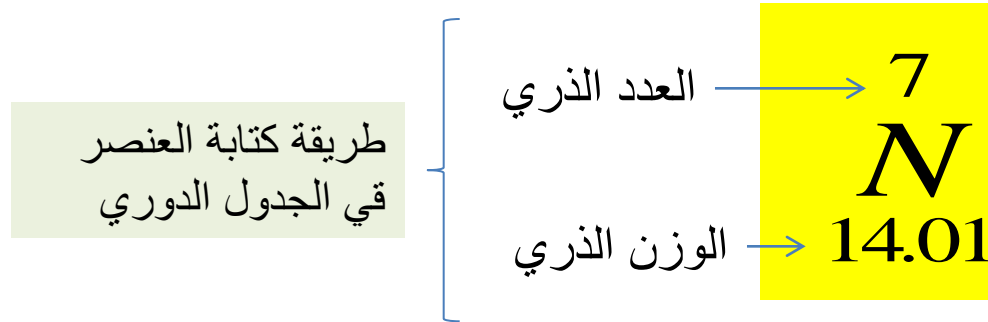 طريقة كتابة العنصر
قي الجدول الدوري
العدد الذري
7
N
الوزن الذري
14.01